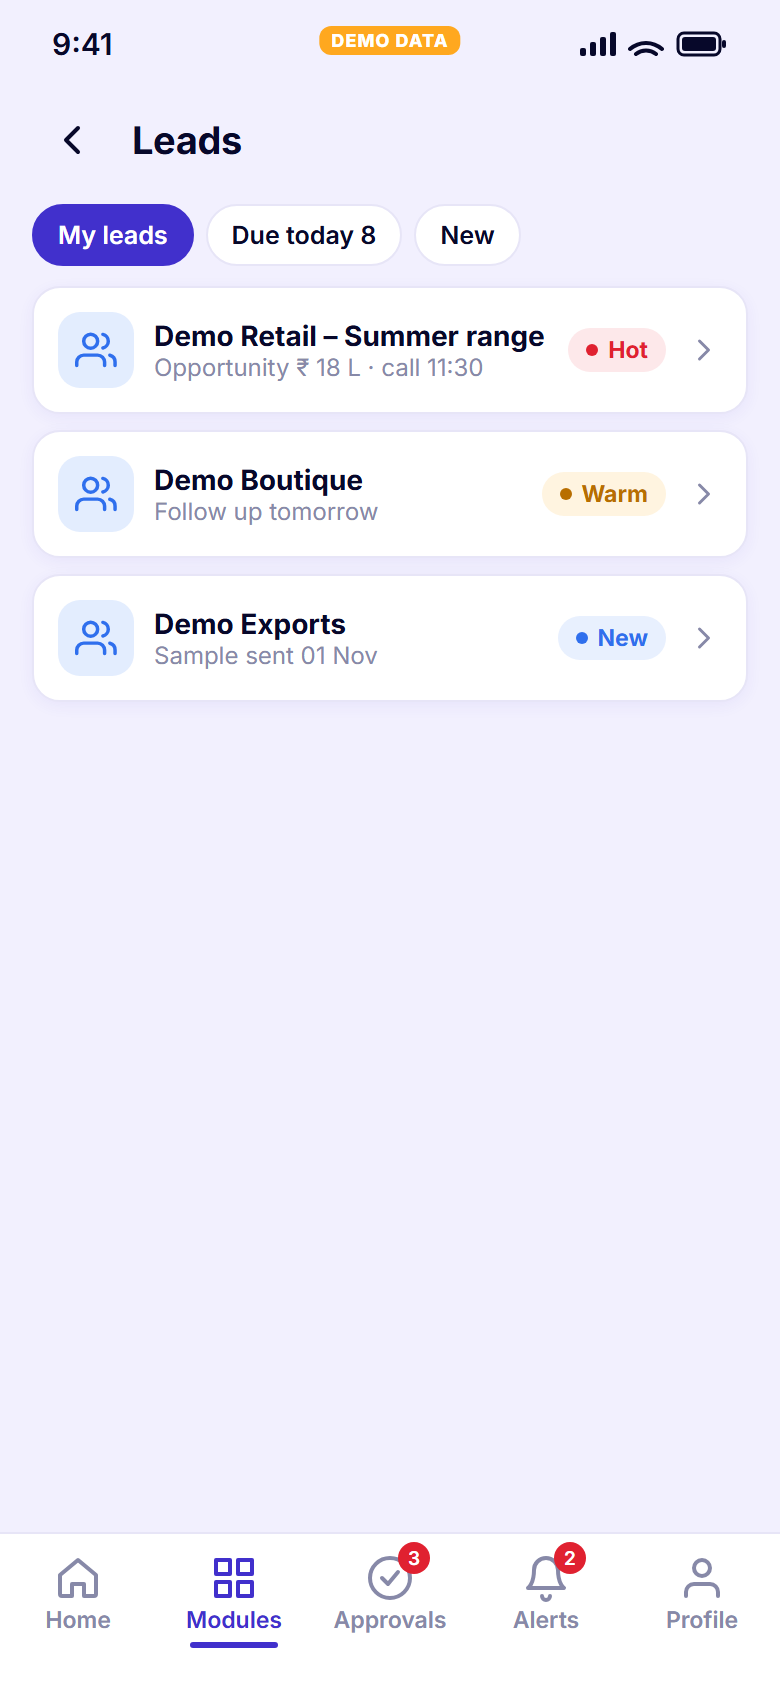 9:41
DEMO DATA
Leads
My leads
Due today 8
New
Demo Retail – Summer range
Opportunity ₹ 18 L · call 11:30
Hot
Demo Boutique
Follow up tomorrow
Warm
Demo Exports
Sample sent 01 Nov
New
3
2
Home
Modules
Approvals
Alerts
Profile